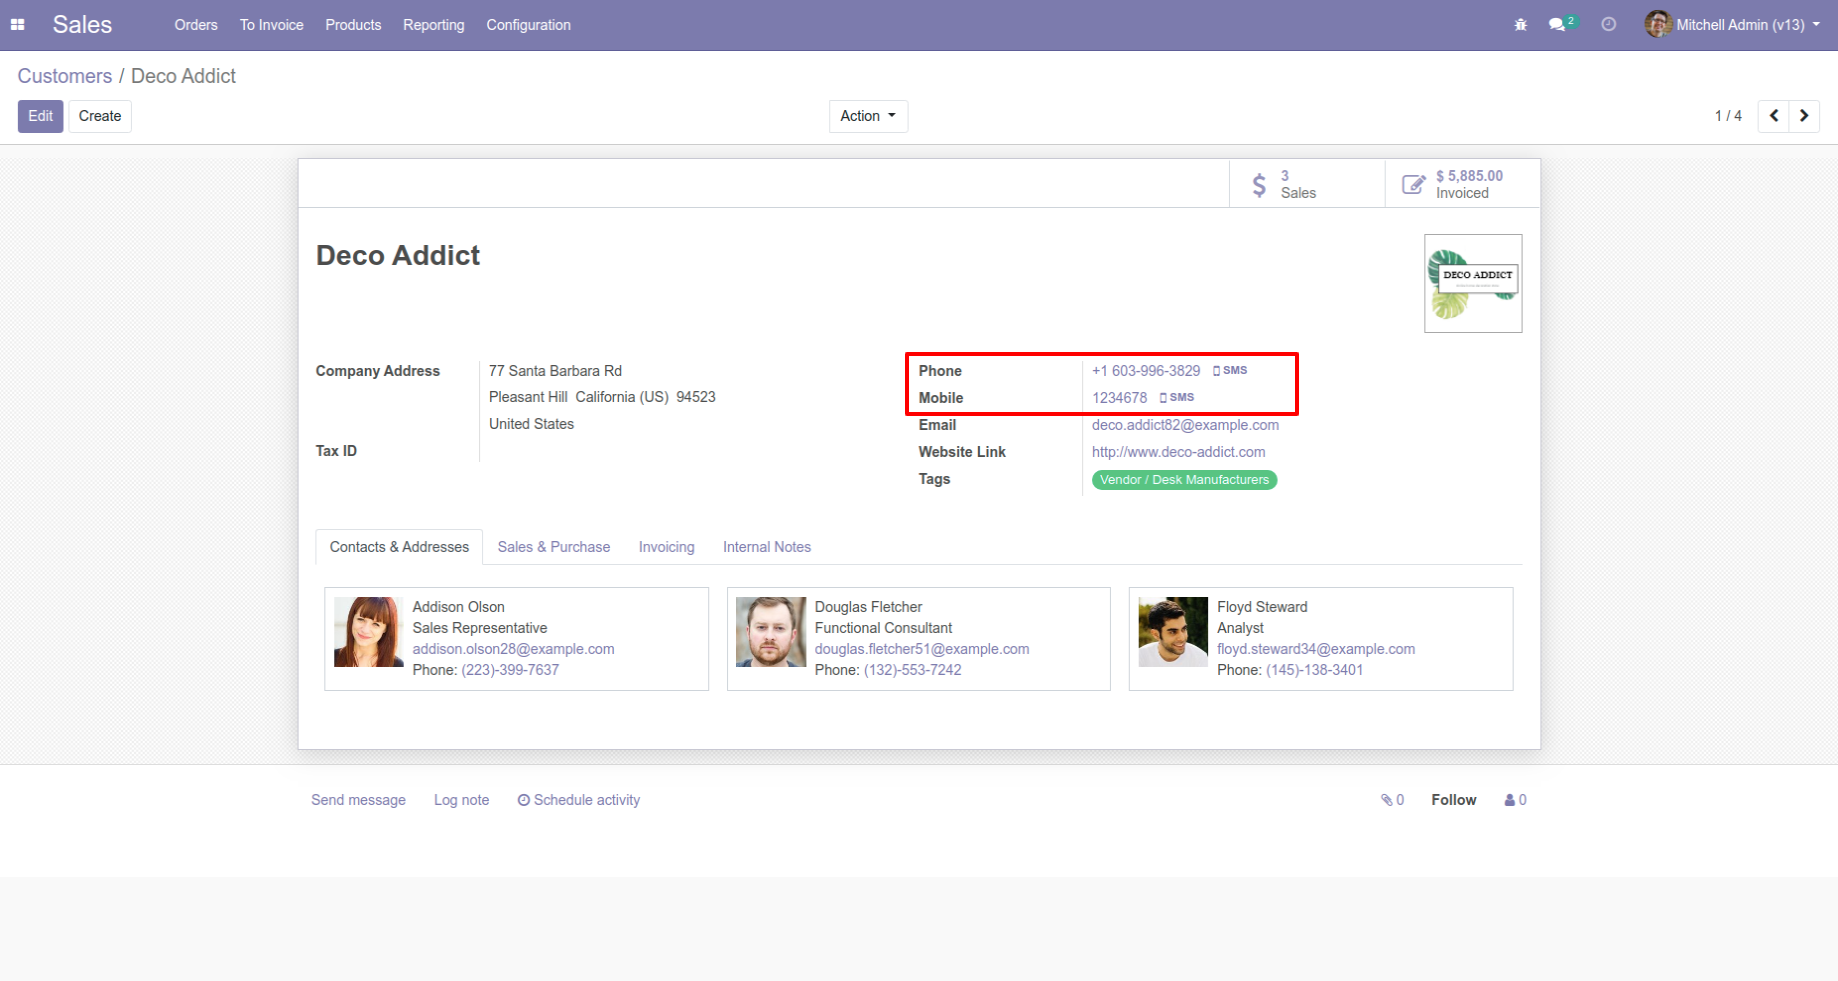 Sales Orders To Invoice Products Reporting Configuration 2 Mitchell Admin (v13)
Customers / Deco Addict
Edit Create Action 1 / 4
3
Sales
$ 5,885.00
Invoiced
Deco Addict
DECO ADDICT
Company Address 77 Santa Barbara Rd
Pleasant Hill California (US) 94523
United States
Tax ID
Phone +1 603-996-3829 SMS
Mobile 1234678 SMS
Email deco.addict82@example.com
Website Link http://www.deco-addict.com
Tags Vendor / Desk Manufacturers
Contacts & Addresses Sales & Purchase Invoicing Internal Notes
Addison Olson
Sales Representative
addison.olson28@example.com
Phone: (223)-399-7637
Douglas Fletcher
Functional Consultant
douglas.fletcher51@example.com
Phone: (132)-553-7242
Floyd Steward
Analyst
floyd.steward34@example.com
Phone: (145)-138-3401
Send message Log note Schedule activity 0 Follow 0